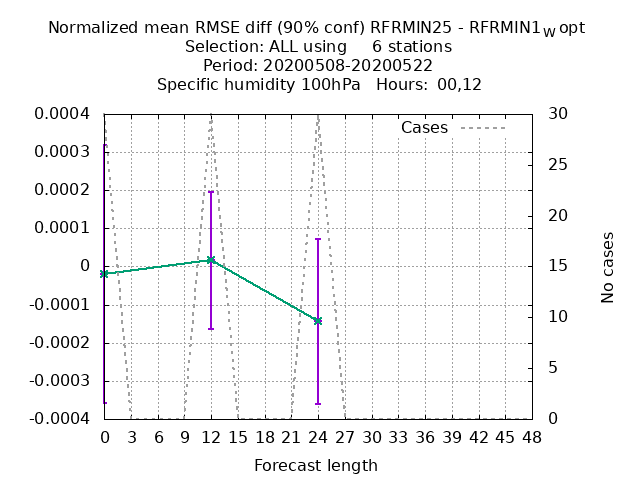 Normalized mean RMSE diff (90% conf) RFRMIN25 - RFRMIN1wopt
Selection: ALL using     6 stations
Period: 20200508-20200522
Specific humidity 100hPa   Hours: 00,12
Cases
0.0004
0.0003
0.0002
0.0001
0
-0.0001
-0.0002
-0.0003
-0.0004
30
25
20
15
10
5
0
No cases
0 3 6 9 12 15 18 21 24 27 30 33 36 39 42 45 48
Forecast length